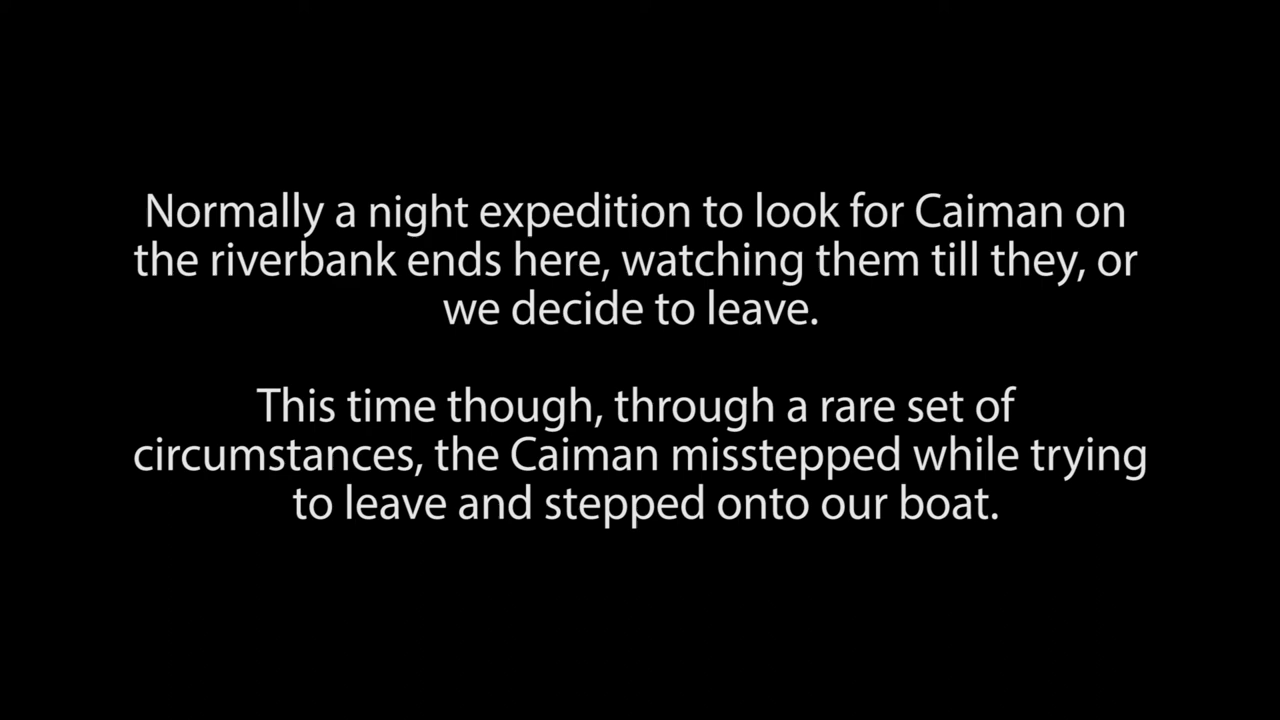 Normally a night expedition to look for Caiman on
the riverbank ends here, watching them till they, or
we decide to leave.
This time though, through a rare set of
circumstances, the Caiman misstepped while trying
to leave and stepped onto our boat.